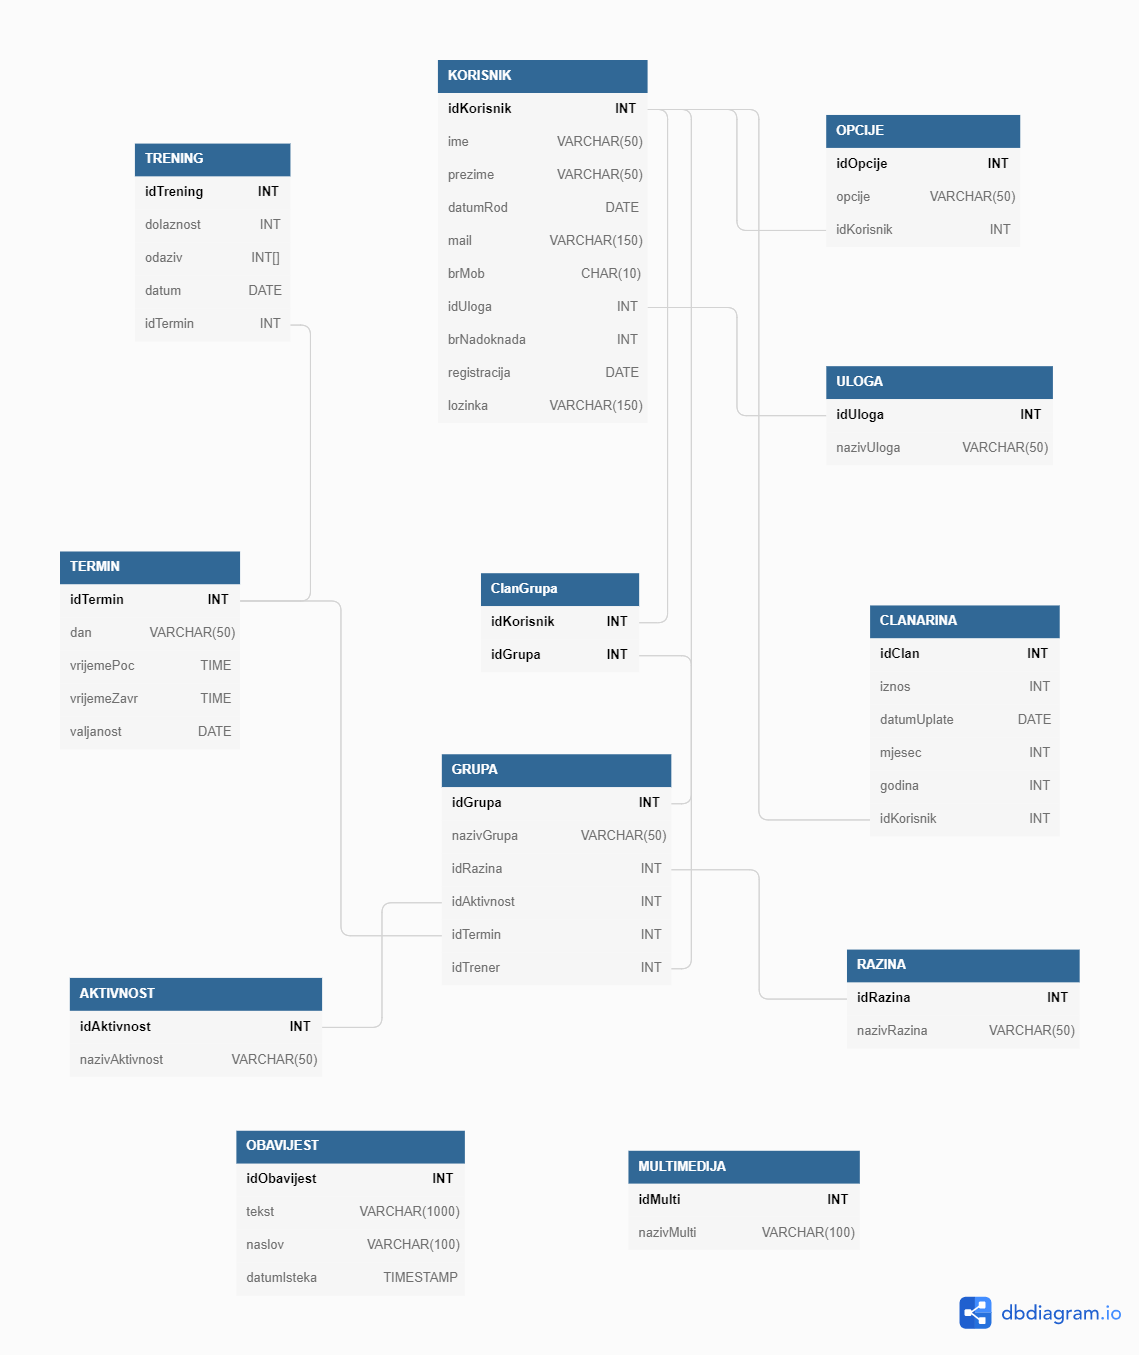 KORISNIK
idKorisnik INT
ime VARCHAR(50)
prezime VARCHAR(50)
datumRod DATE
mail VARCHAR(150)
brMob CHAR(10)
idUloga INT
brNadoknada INT
registracija DATE
lozinka VARCHAR(150)
OPCIJE
idOpcije INT
opcije VARCHAR(50)
idKorisnik INT
TRENING
idTrening INT
dolaznost INT
odaziv INT[]
datum DATE
idTermin INT
ULOGA
idUloga INT
nazivUloga VARCHAR(50)
TERMIN
idTermin INT
dan VARCHAR(50)
vrijemePoc TIME
vrijemeZavr TIME
valjanost DATE
ClanGrupa
idKorisnik INT
idGrupa INT
CLANARINA
idClan INT
iznos INT
datumUplate DATE
mjesec INT
godina INT
idKorisnik INT
GRUPA
idGrupa INT
nazivGrupa VARCHAR(50)
idRazina INT
idAktivnost INT
idTermin INT
idTrener INT
RAZINA
idRazina INT
nazivRazina VARCHAR(50)
AKTIVNOST
idAktivnost INT
nazivAktivnost VARCHAR(50)
OBAVIJEST
idObavijest INT
tekst VARCHAR(1000)
naslov VARCHAR(100)
datumIsteka TIMESTAMP
MULTIMEDIJA
idMulti INT
nazivMulti VARCHAR(100)
dbdiagram.io